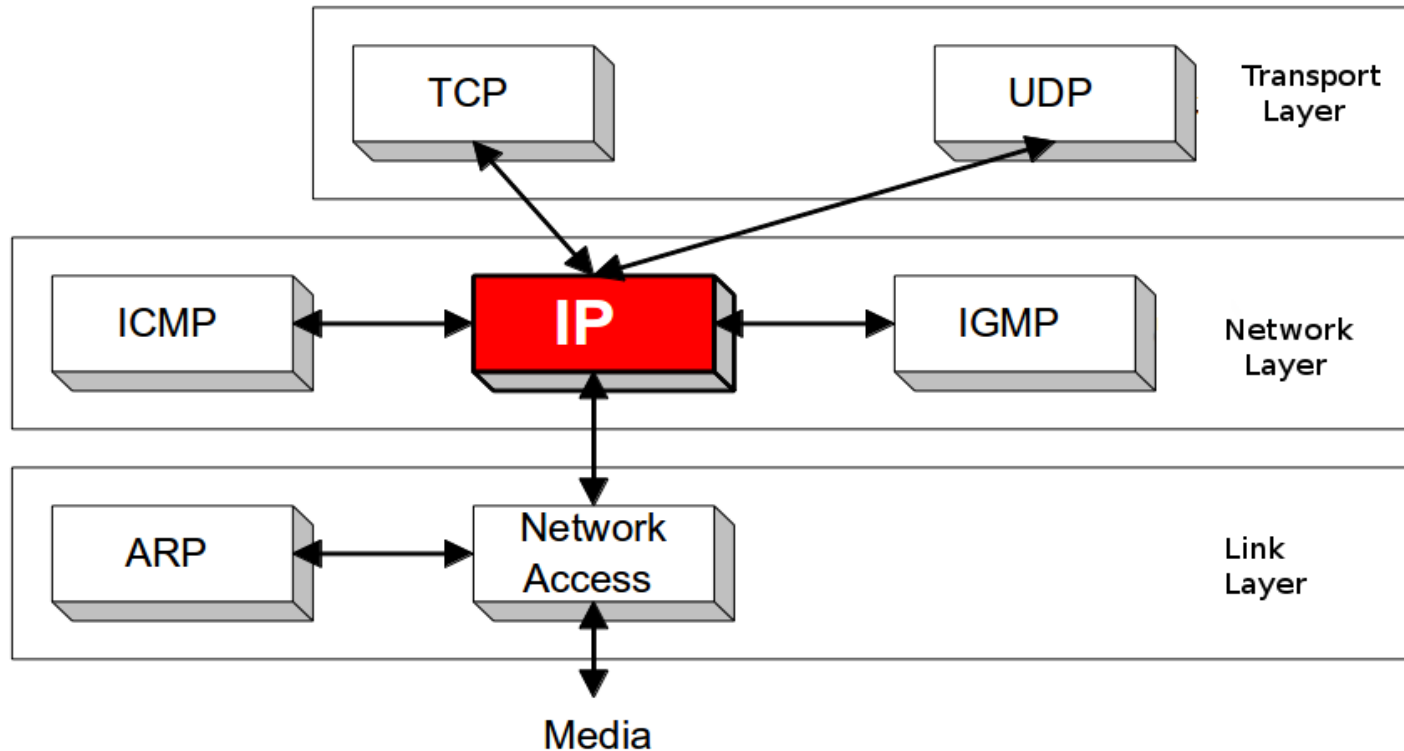 TCP
UDP
Transport
Layer
ICMP
IP
IGMP
Network
Layer
ARP
Network
Access
Link
Layer
Media